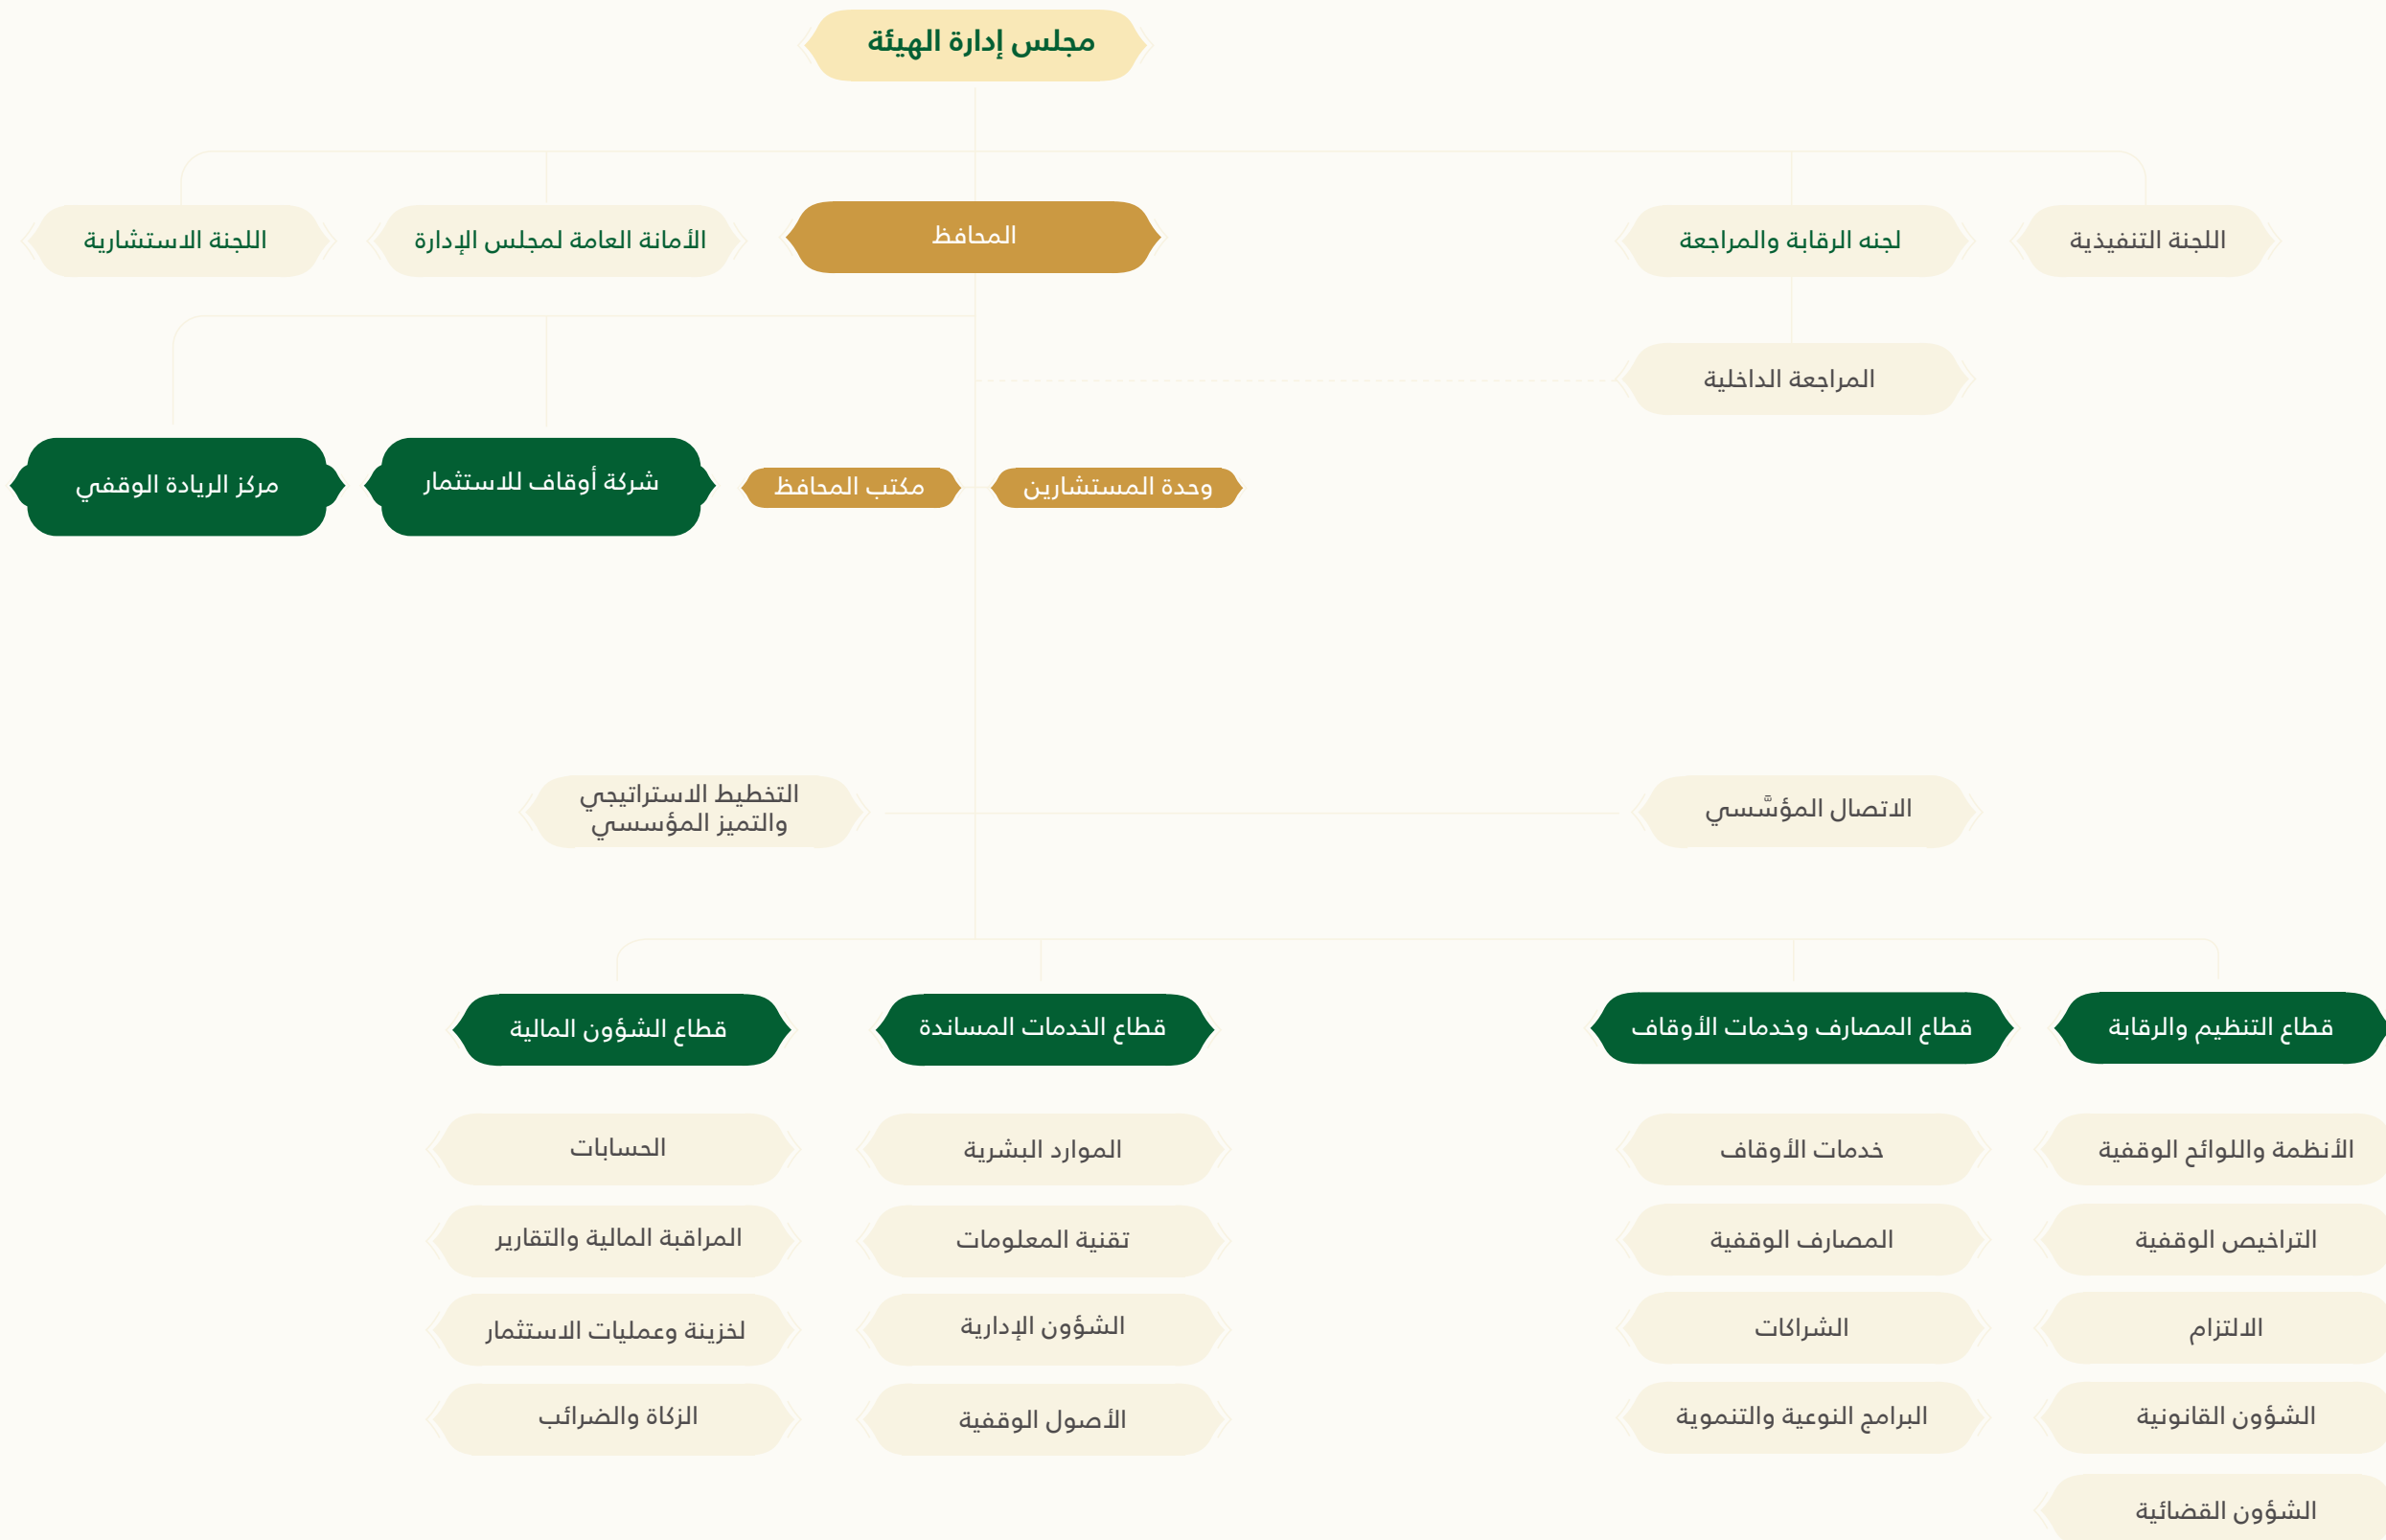 مجلس إدارة الهيئة
اللجنة التنفيذية
لجنه الرقابة والمراجعة
المحافظ
الأمانة العامة لمجلس الإدارة
اللجنة الاستشارية
المراجعة الداخلية
وحدة المستشارين
مكتب المحافظ
شركة أوقاف للاستثمار
مركز الريادة الوقفي
الاتصال المؤسَّسي
التخطيط الاستراتيجي
والتميز المؤسسي
قطاع التنظيم والرقابة
الأنظمة واللوائح الوقفية
التراخيص الوقفية
الالتزام
الشؤون القانونية
الشؤون القضائية
قطاع المصارف وخدمات الأوقاف
خدمات الأوقاف
المصارف الوقفية
الشراكات
البرامج النوعية والتنموية
قطاع الخدمات المساندة
الموارد البشرية
تقنية المعلومات
الشؤون الإدارية
الأصول الوقفية
قطاع الشؤون المالية
الحسابات
المراقبة المالية والتقارير
لخزينة وعمليات الاستثمار
الزكاة والضرائب